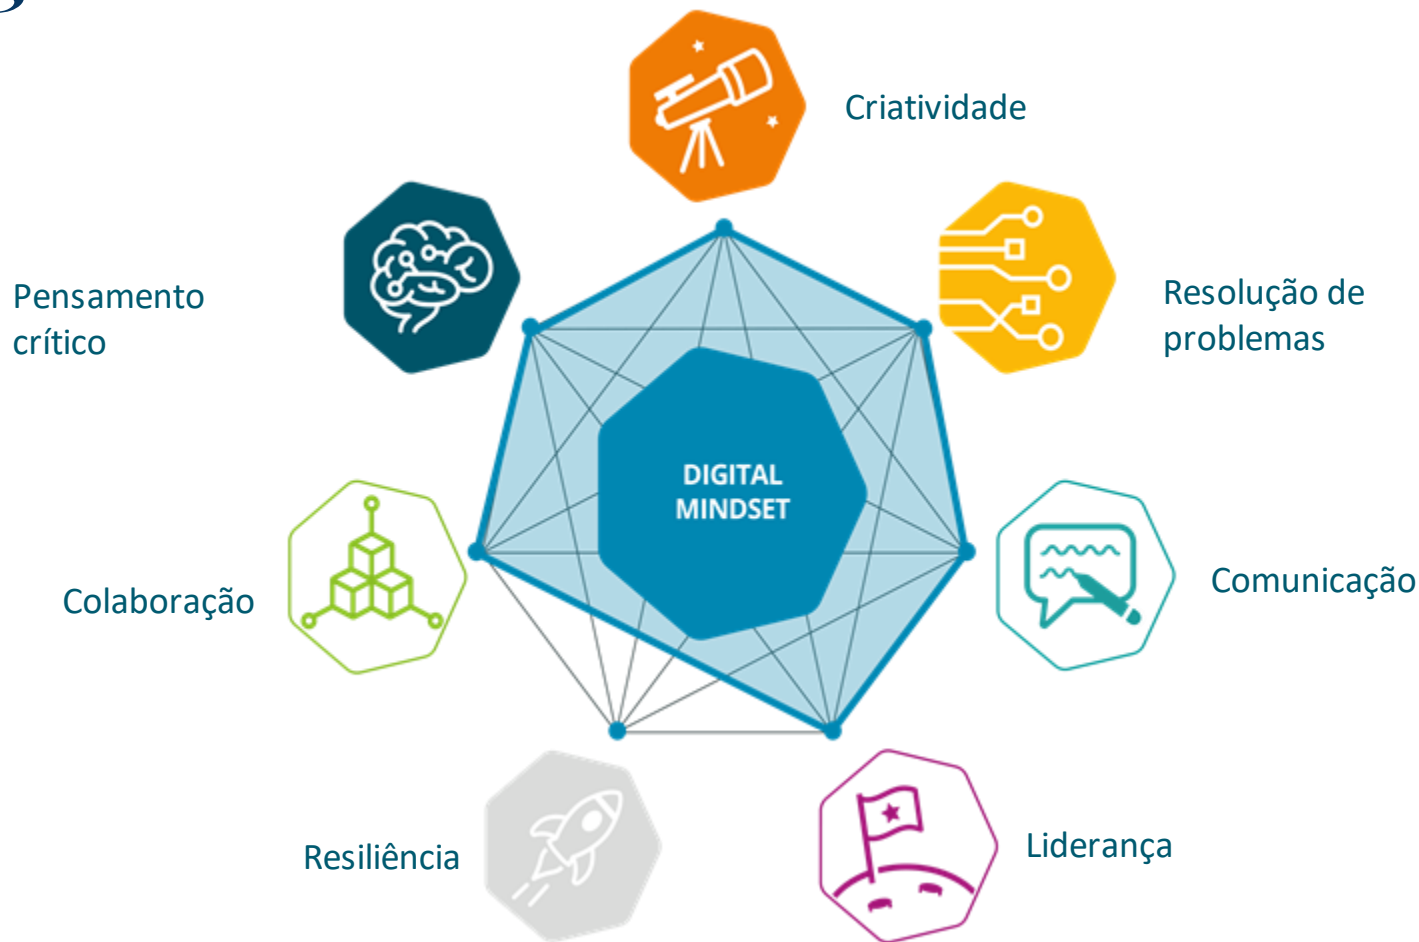 Criatividade
Pensamento
crítico
Resolução de
problemas
DIGITAL
MINDSET
Colaboração
Comunicação
Resiliência
Liderança